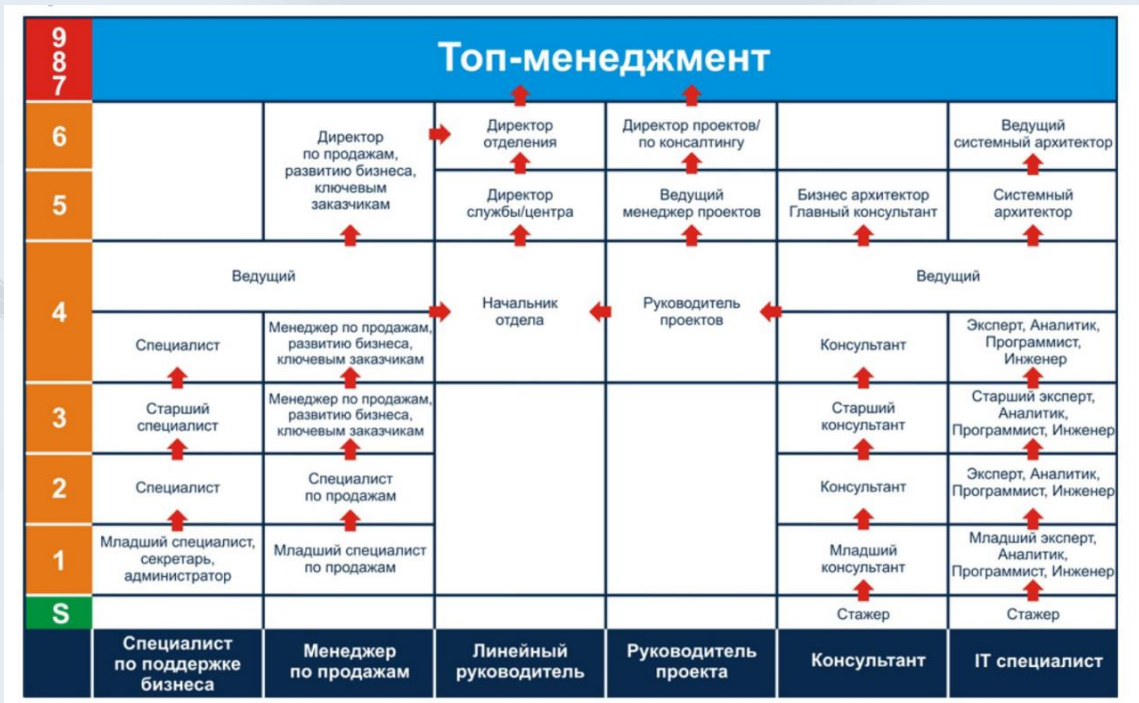 9
8
7
Топ-менеджмент
6
Директор
по продажам,
развитию бизнеса,
ключевым
заказчикам
Директор
отделения
Директор проектов/
по консалтингу
Ведущий
системный архитектор
5
Директор
службы/центра
Ведущий
менеджер проектов
Бизнес архитектор
Главный консультант
Системный
архитектор
4
Ведущий
Начальник
отдела
Руководитель
проектов
Ведущий
Специалист
Менеджер по продажам,
развитию бизнеса,
ключевым заказчикам
Консультант
Эксперт, Аналитик,
Программист,
Инженер
3
Старший
специалист
Менеджер по продажам,
развитию бизнеса,
ключевым заказчикам
Старший
консультант
Старший эксперт,
Аналитик,
Программист, Инженер
2
Специалист
Специалист
по продажам
Консультант
Эксперт, Аналитик,
Программист, Инженер
1
Младший специалист,
секретарь,
администратор
Младший специалист
по продажам
Младший
консультант
Младший эксперт,
Аналитик,
Программист, Инженер
S
Стажер
Стажер
Специалист
по поддержке
бизнеса
Менеджер
по продажам
Линейный
руководитель
Руководитель
проекта
Консультант
IT специалист